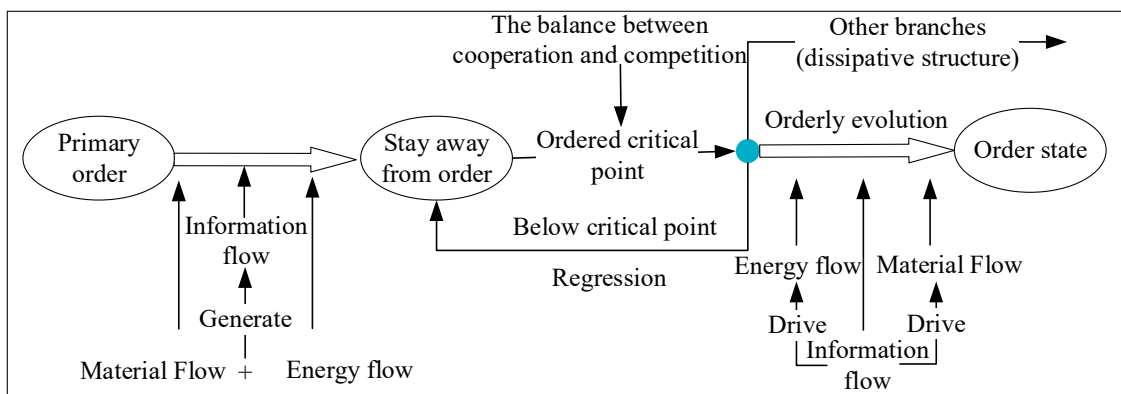 The balance between
cooperation and competition
Other branches
(dissipative structure)
Primary
order
Stay away
from order
Ordered critical
point
Orderly evolution
Order state
Information
flow
Below critical point
Regression
Energy flow
Material Flow
Generate
Drive
Drive
Information
flow
Material Flow +
Energy flow